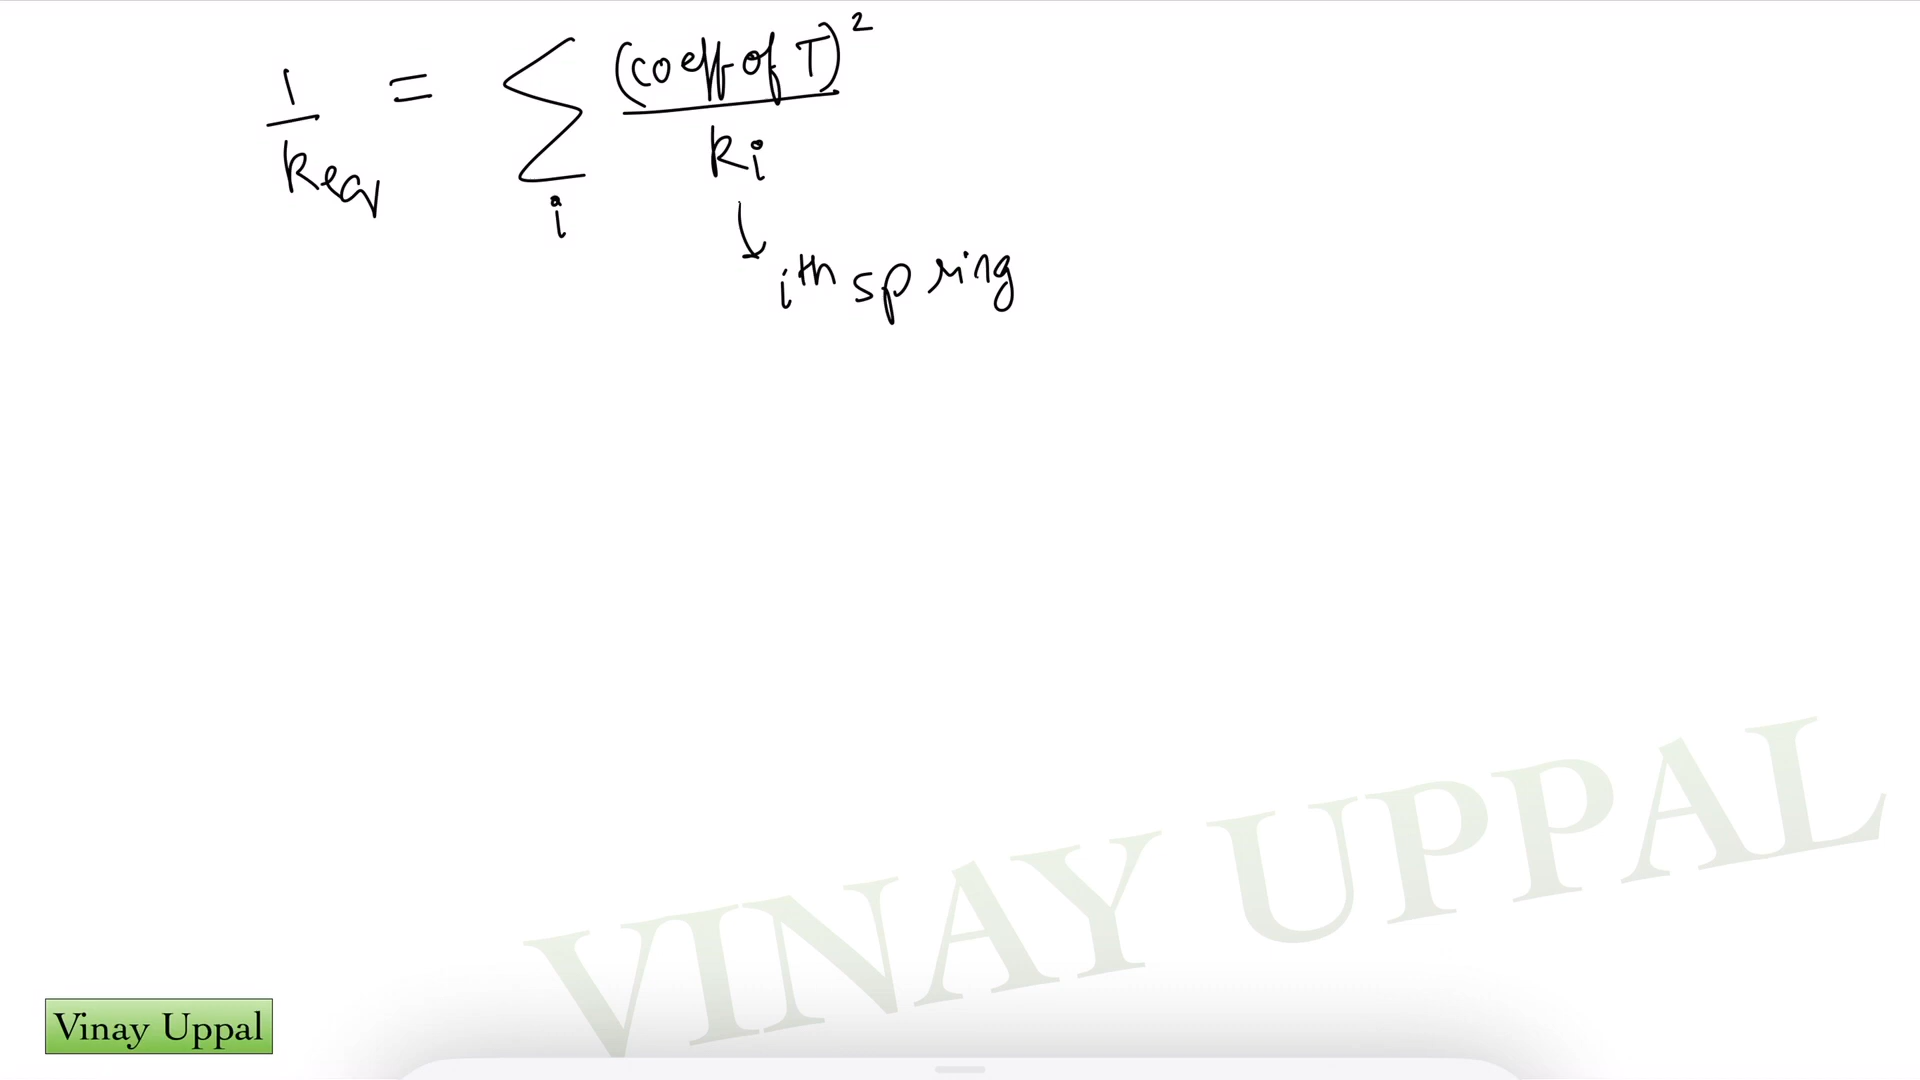 1/keq = Σ_i (coeff of T)²/ki
ith spring
VINAY UPPAL
Vinay Uppal